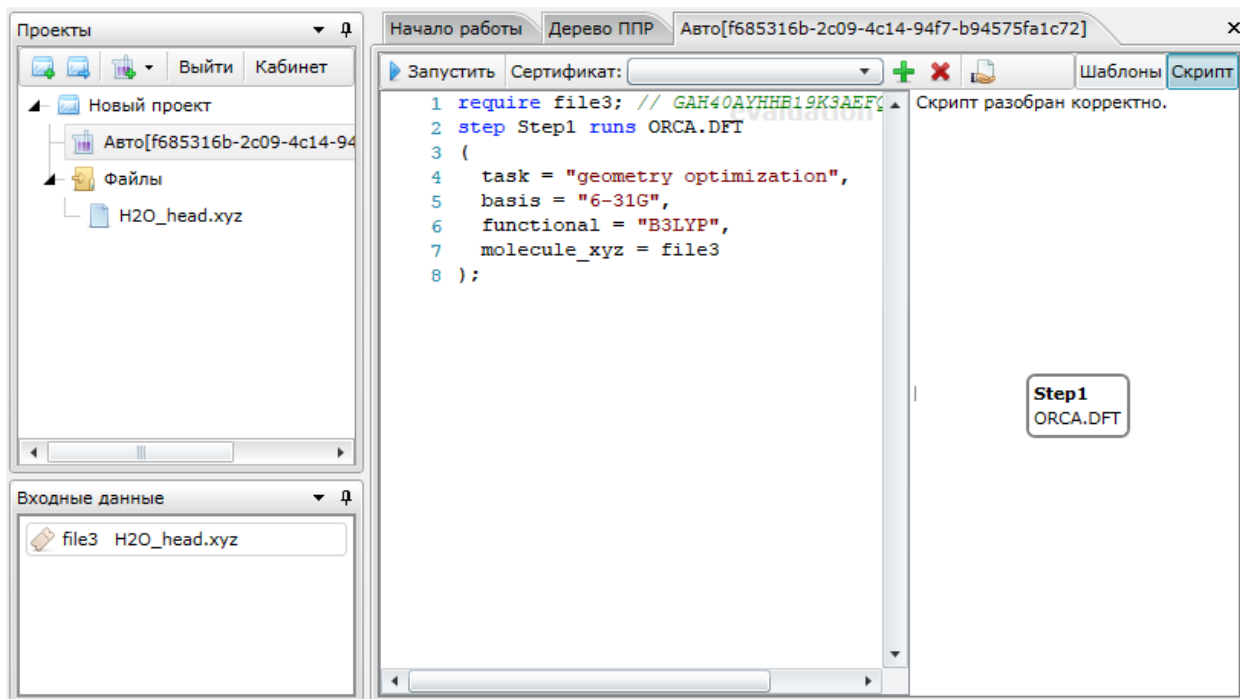 Проекты
Выйти Кабинет
Новый проект
Авто[f685316b-2c09-4c14-94
Файлы
H2O_head.xyz
Входные данные
file3 H2O_head.xyz
Начало работы Дерево ППР Авто[f685316b-2c09-4c14-94f7-b94575fa1c72]
Запустить Сертификат: Шаблоны Скрипт
1 require file3; // GAH40AYHHB19K3AEF
evaluation
2 step Step1 runs ORCA.DFT
3 (
4 task = "geometry optimization",
5 basis = "6-31G",
6 functional = "B3LYP",
7 molecule_xyz = file3
8 );
Скрипт разобран корректно.
Step1
ORCA.DFT